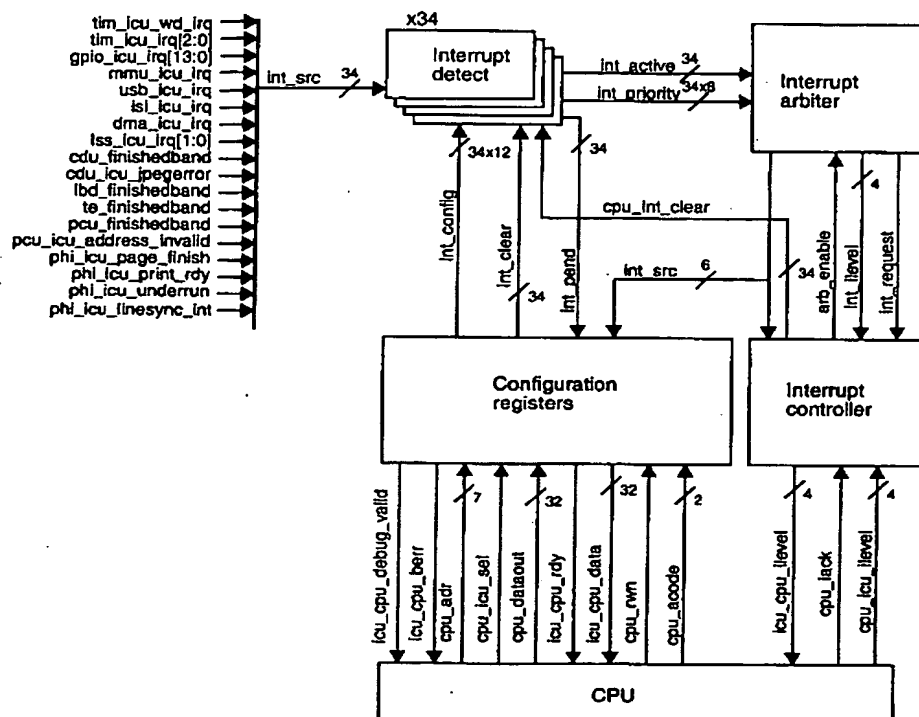 tim_icu_wd_irq
tim_icu_irq[2:0]
gpio_icu_irq[13:0]
mmu_icu_irq
usb_icu_irq
isi_icu_irq
dma_icu_irq
lss_icu_irq[1:0]
cdu_finishedband
cdu_icu_jpegerror
lbd_finishedband
te_finishedband
pcu_finishedband
pcu_icu_address_invalid
phi_icu_page_finish
phi_icu_print_rdy
phi_icu_underrun
phi_icu_linesync_int
int_src
34
x34
Interrupt
detect
int_active
34
int_priority
34x8
Interrupt
arbiter
34x12
34
int_config
int_clear
34
int_pend
cpu_int_clear
int_src
6
34
arb_enable
4
int_ilevel
int_request
Configuration
registers
Interrupt
controller
icu_cpu_debug_valid
icu_cpu_berr
cpu_adr
7
cpu_icu_sel
cpu_dataout
32
icu_cpu_rdy
icu_cpu_data
32
cpu_rwn
cpu_acode
2
icu_cpu_ilevel
4
cpu_iack
cpu_icu_ilevel
4
CPU